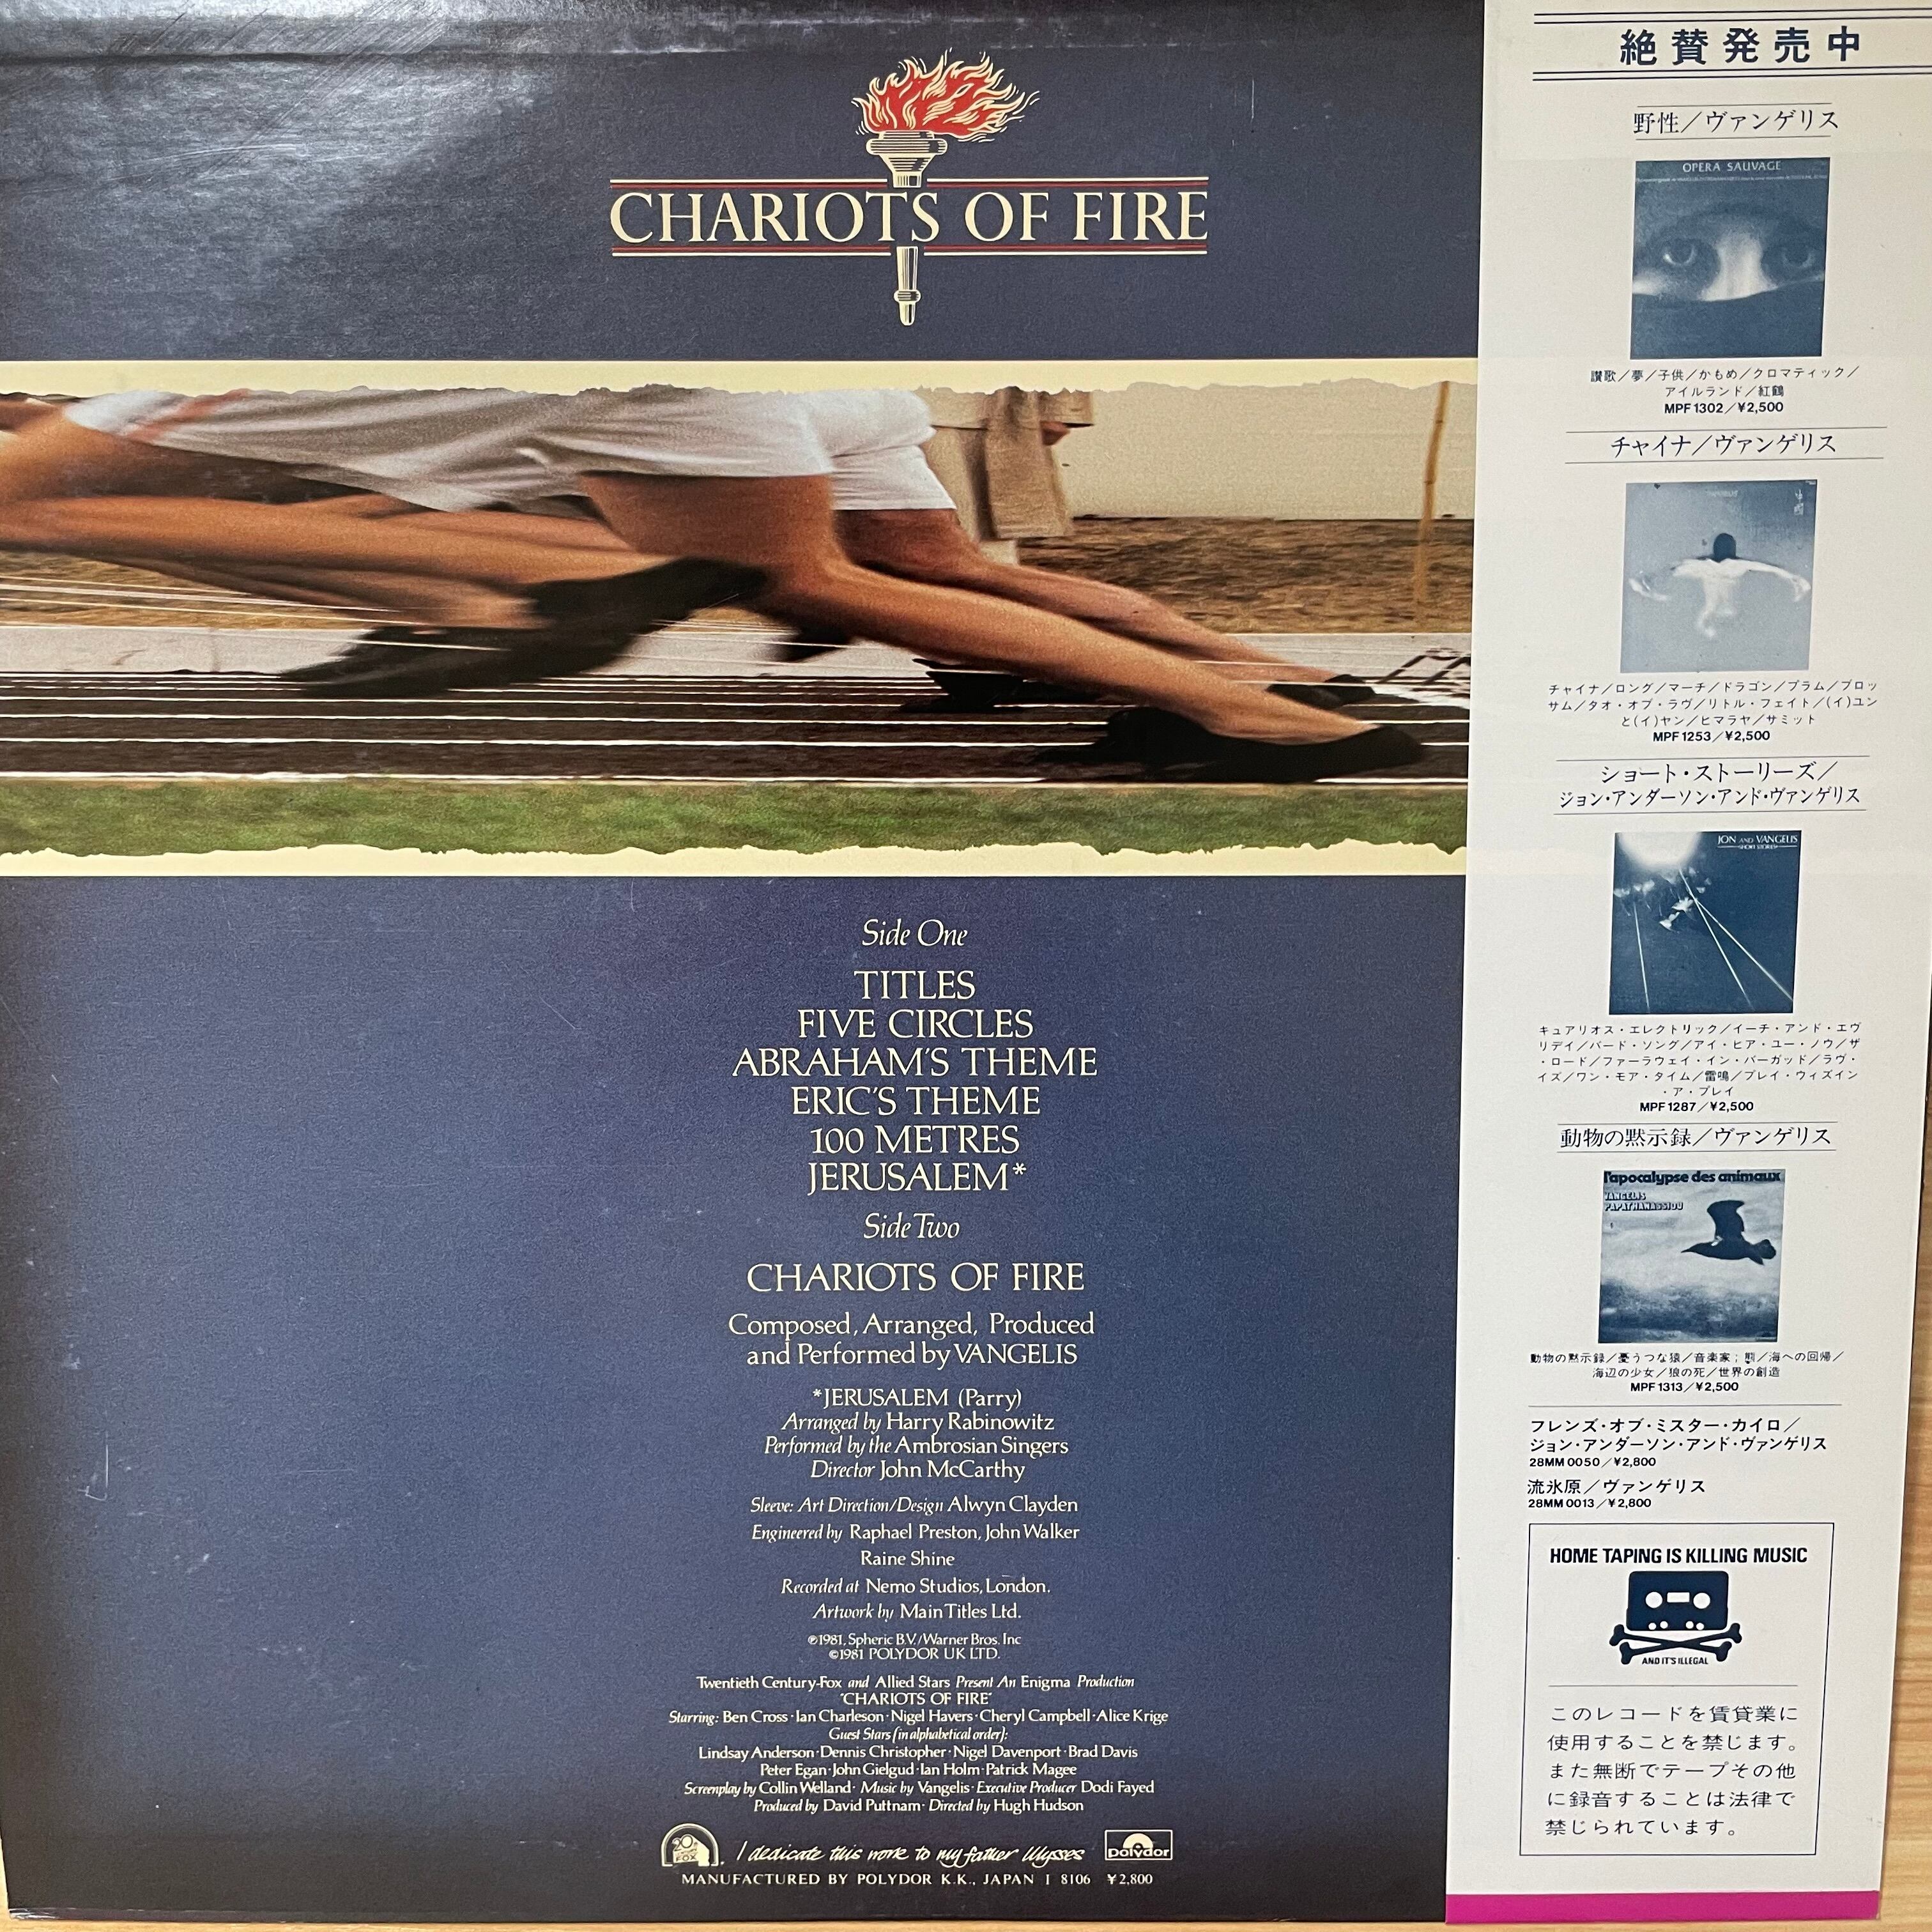 CHARIOTS OF FIRE
Side One
TITLES
FIVE CIRCLES
ABRAHAM'S THEME
ERIC'S THEME
100 METRES
JERUSALEM*
Side Two
CHARIOTS OF FIRE
Composed, Arranged, Produced
and Performed by VANGELIS
*JERUSALEM (Parry)
Arranged by Harry Rabinowitz
Performed by the Ambrosian Singers
Director John McCarthy
Sleeve: Art Direction/Design Alwyn Clayden
Engineered by Raphael Preston, John Walker
Raine Shine
Recorded at Nemo Studios, London.
Artwork by Main Titles Ltd.
℗1981, Spheric B.V./Warner Bros. Inc
©1981 POLYDOR UK LTD.
Twentieth Century-Fox and Allied Stars Present An Enigma Production
"CHARIOTS OF FIRE"
Starring: Ben Cross · Ian Charleson · Nigel Havers · Cheryl Campbell · Alice Krige
Guest Stars (in alphabetical order):
Lindsay Anderson · Dennis Christopher · Nigel Davenport · Brad Davis
Peter Egan · John Gielgud · Ian Holm · Patrick Magee
Screenplay by Collin Welland · Music by Vangelis · Executive Producer Dodi Fayed
Produced by David Puttnam · Directed by Hugh Hudson
I dedicate this work to my father Ulysses
Polydor
MANUFACTURED BY POLYDOR K.K., JAPAN I 8106 ¥2,800
絶賛発売中
野性／ヴァンゲリス
OPERA SAUVAGE
讃歌／夢／子供／かもめ／クロマティック／
アイルランド／紅鶴
MPF 1302／¥2,500
チャイナ／ヴァンゲリス
チャイナ／ロング／マーチ／ドラゴン／プラム／ブロッ
サム／タオ・オブ・ラヴ／リトル・フェイト／(イ)ユン
と(イ)ヤン／ヒマラヤ／サミット
MPF 1253／¥2,500
ショート・ストーリーズ／
ジョン・アンダーソン・アンド・ヴァンゲリス
JON AND VANGELIS
SHORT STORIES
キュアリオス・エレクトリック／イーチ・アンド・エヴ
リデイ／バード・ソング／アイ・ヒア・ユー・ノウ／ザ
・ロード／ファーラウェイ・イン・バーガッド／ラヴ・
イズ／ワン・モア・タイム／雷鳴／プレイ・ウィズイン
・ア・プレイ
MPF 1287／¥2,500
動物の黙示録／ヴァンゲリス
l'apocalypse des animaux
VANGELIS
PAPATHANASSIOU
動物の黙示録／憂うつな猿／音楽家；熊／海への回帰／
海辺の少女／狼の死／世界の創造
MPF 1313／¥2,500
フレンズ・オブ・ミスター・カイロ／
ジョン・アンダーソン・アンド・ヴァンゲリス
28MM 0050／¥2,800
流氷原／ヴァンゲリス
28MM 0013／¥2,800
HOME TAPING IS KILLING MUSIC
AND IT'S ILLEGAL
このレコードを賃貸業に
使用することを禁じます。
また無断でテープその他
に録音することは法律で
禁じられています。